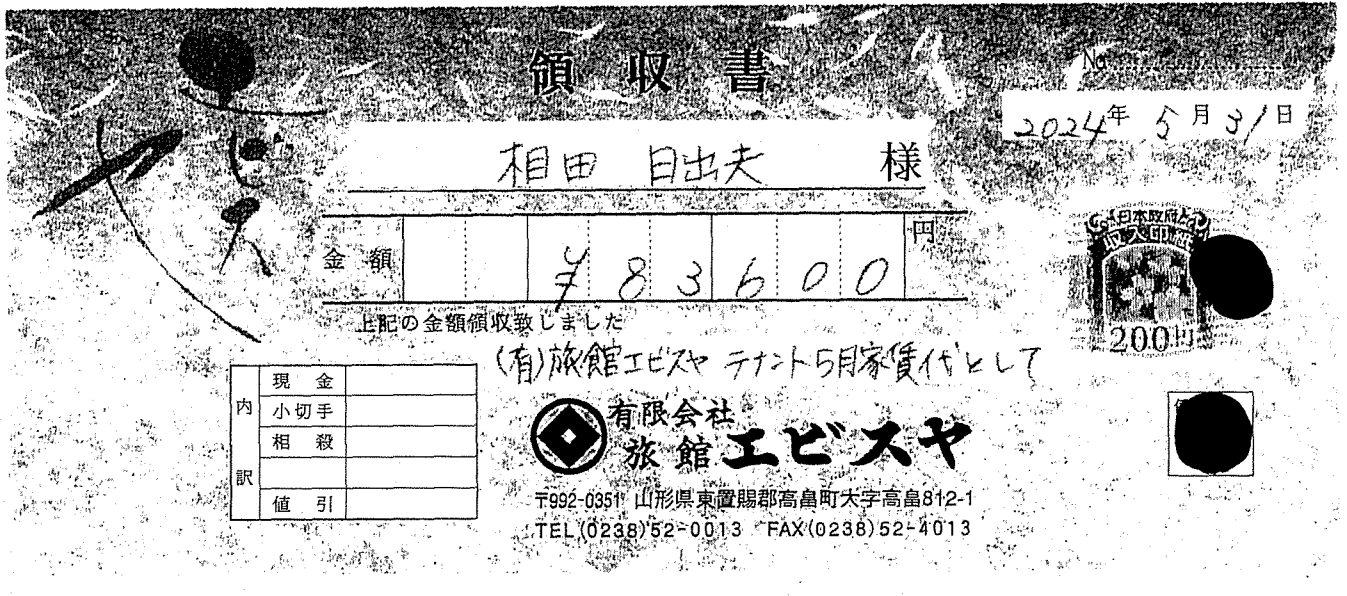 エビスヤ
領収書
No.
2024年 5月 31日
相田 日出夫 様
金額 ¥83600 円
上記の金額領収致しました
(有)旅館エビスヤ テナント5月家賃代として
日本政府
収入印紙
200円
内訳
現金
小切手
相殺
値引
有限会社
旅館 エビスヤ
〒992-0351 山形県東置賜郡高畠町大字高畠812-1
TEL(0238)52-0013 FAX(0238)52-4013